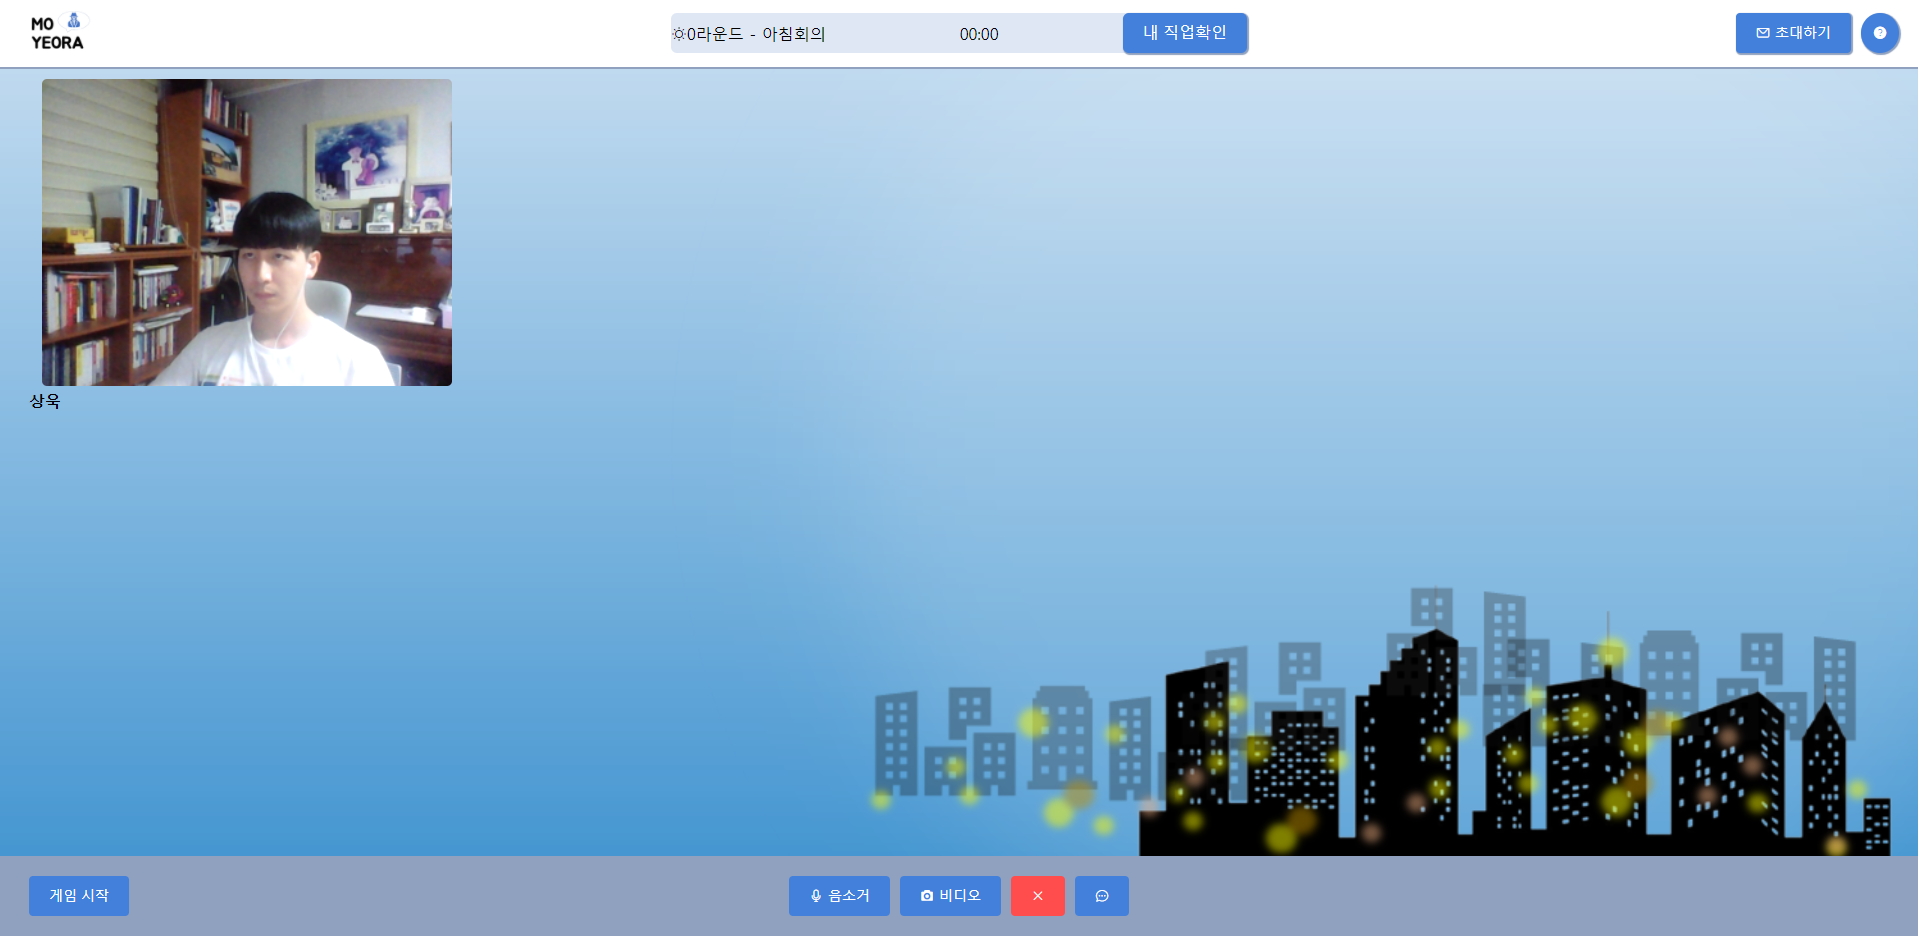 MO
YEORA
0라운드 - 아침회의
00:00
내 직업확인
초대하기
?
상욱
게임 시작
음소거
비디오